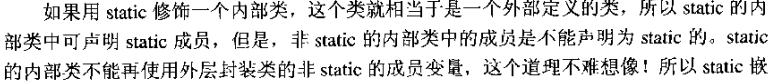 如果用 static 修饰一个内部类，这个类就相当于是一个外部定义的类，所以 static 的内
部类中可声明 static 成员，但是，非 static 的内部类中的成员是不能声明为 static 的。static
的内部类不能再使用外层封装类的非 static 的成员变量，这个道理不难想像！所以 static 嵌